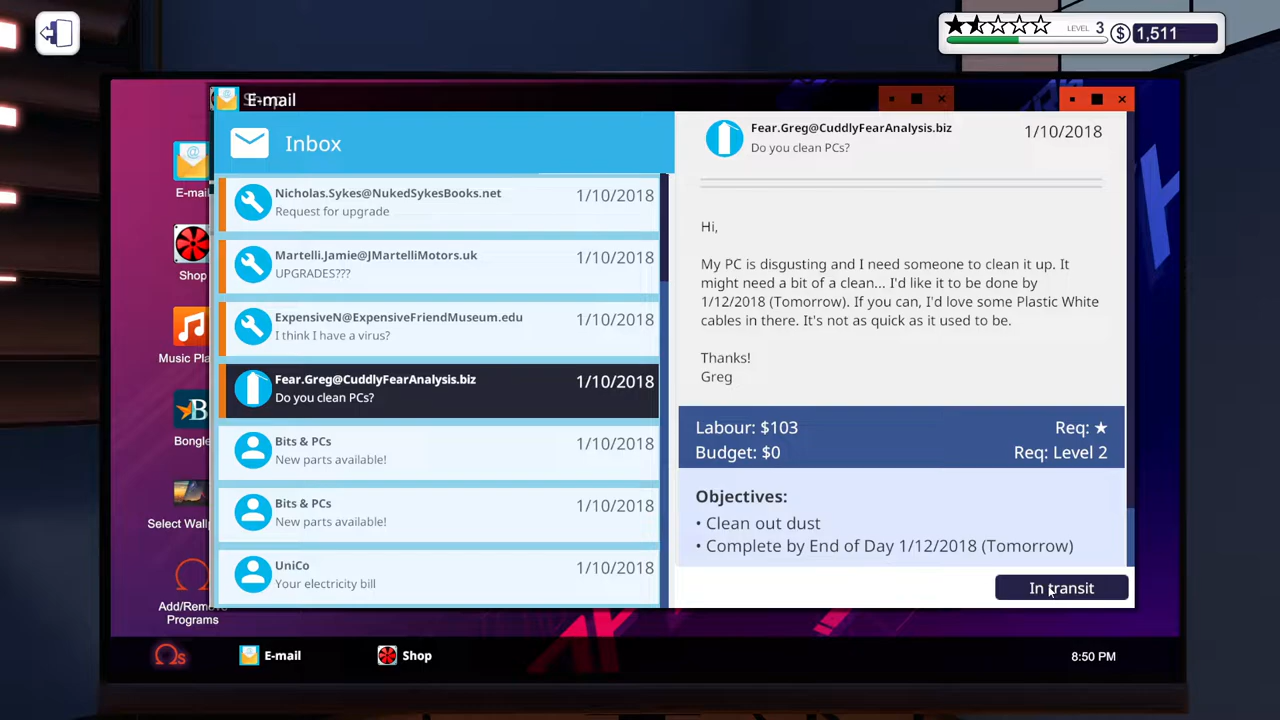 LEVEL 3
$ 1,511
E-mail
Inbox
Nicholas.Sykes@NukedSykesBooks.net
1/10/2018
Request for upgrade
Martelli.Jamie@JMartelliMotors.uk
1/10/2018
UPGRADES???
ExpensiveN@ExpensiveFriendMuseum.edu
1/10/2018
I think I have a virus?
Fear.Greg@CuddlyFearAnalysis.biz
1/10/2018
Do you clean PCs?
Bits & PCs
1/10/2018
New parts available!
Bits & PCs
1/10/2018
New parts available!
UniCo
1/10/2018
Your electricity bill
Fear.Greg@CuddlyFearAnalysis.biz
1/10/2018
Do you clean PCs?
Hi,
My PC is disgusting and I need someone to clean it up. It
might need a bit of a clean... I'd like it to be done by
1/12/2018 (Tomorrow). If you can, I'd love some Plastic White
cables in there. It's not as quick as it used to be.
Thanks!
Greg
Labour: $103
Req: ★
Budget: $0
Req: Level 2
Objectives:
• Clean out dust
• Complete by End of Day 1/12/2018 (Tomorrow)
In transit
E-mai
Shop
Music Pla
B
Bongle
Select Wallp
Add/Remo
Programs
Ωs
E-mail
Shop
8:50 PM